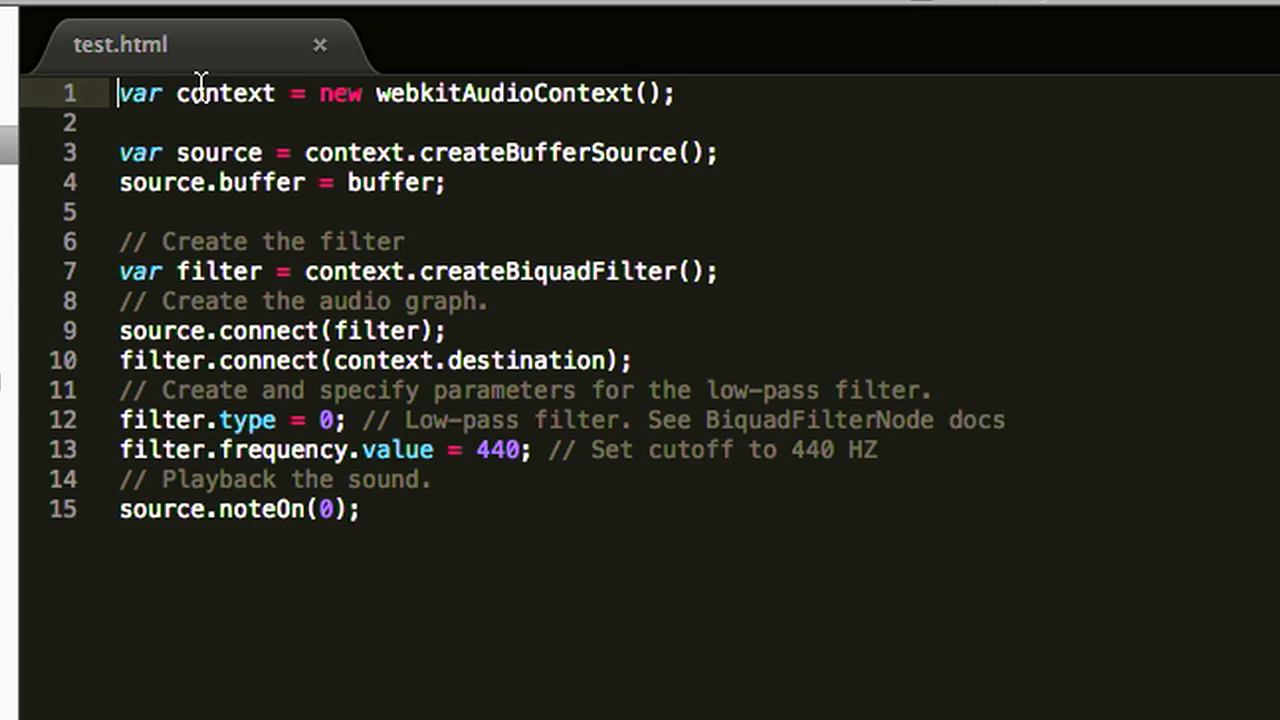 test.html ×
1 var context = new webkitAudioContext();
2
3 var source = context.createBufferSource();
4 source.buffer = buffer;
5
6 // Create the filter
7 var filter = context.createBiquadFilter();
8 // Create the audio graph.
9 source.connect(filter);
10 filter.connect(context.destination);
11 // Create and specify parameters for the low-pass filter.
12 filter.type = 0; // Low-pass filter. See BiquadFilterNode docs
13 filter.frequency.value = 440; // Set cutoff to 440 HZ
14 // Playback the sound.
15 source.noteOn(0);